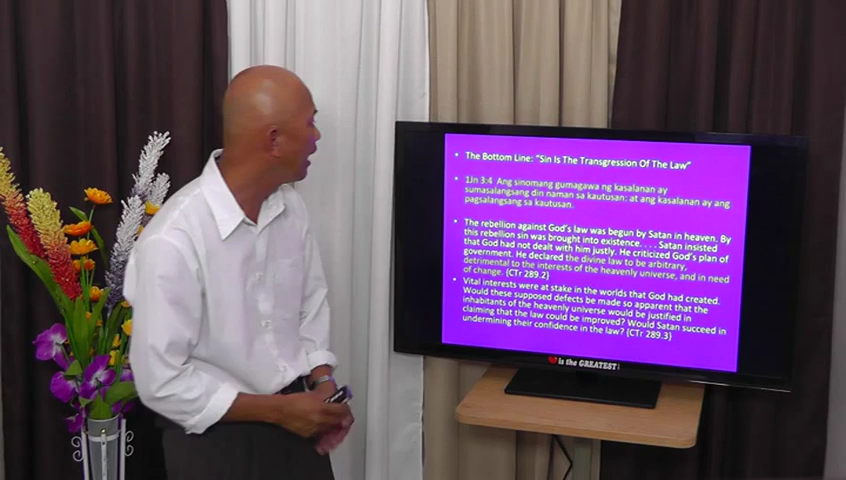 • The Bottom Line: "Sin Is The Transgression Of The Law"
• 1Jn 3:4 Ang sinomang gumagawa ng kasalanan ay
sumasalangsang din naman sa kautusan: at ang kasalanan ay ang
pagsalangsang sa kautusan.
• The rebellion against God's law was begun by Satan in heaven. By
this rebellion sin was brought into existence. . . . Satan insisted
that God had not dealt with him justly. He criticized God's plan of
government. He declared the divine law to be arbitrary,
detrimental to the interests of the heavenly universe, and in need
of change. {CTr 289.2}
• Vital interests were at stake in the worlds that God had created.
Would these supposed defects be made so apparent that the
inhabitants of the heavenly universe would be justified in
claiming that the law could be improved? Would Satan succeed in
undermining their confidence in the law? {CTr 289.3}
is the GREATEST!